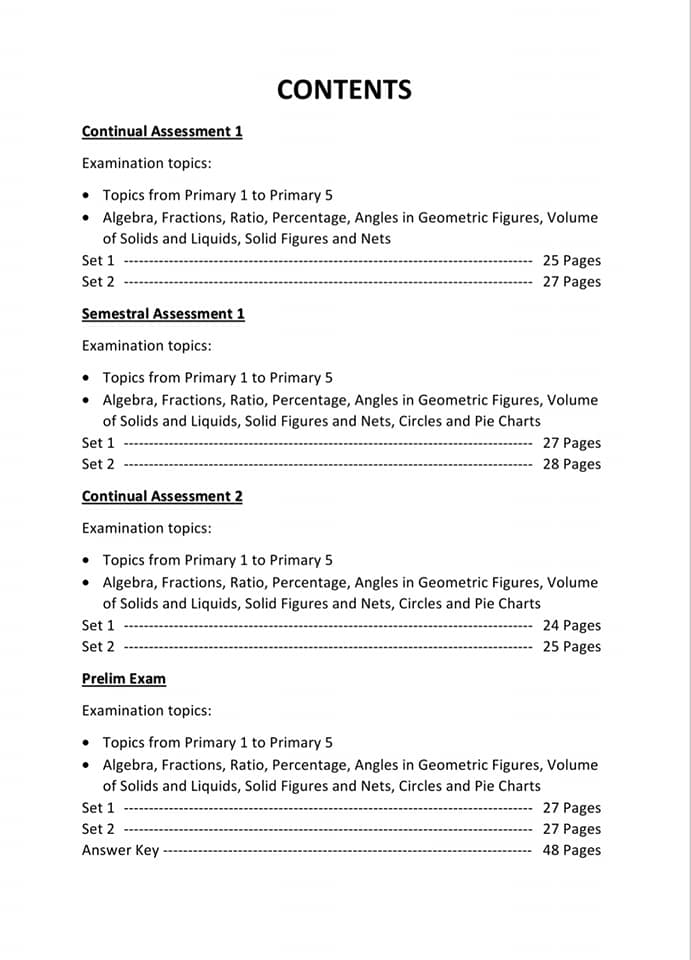 CONTENTS
Continual Assessment 1
Examination topics:
• Topics from Primary 1 to Primary 5
• Algebra, Fractions, Ratio, Percentage, Angles in Geometric Figures, Volume
of Solids and Liquids, Solid Figures and Nets
Set 1 ---------------------------------------------------------------------------------- 25 Pages
Set 2 ---------------------------------------------------------------------------------- 27 Pages
Semestral Assessment 1
Examination topics:
• Topics from Primary 1 to Primary 5
• Algebra, Fractions, Ratio, Percentage, Angles in Geometric Figures, Volume
of Solids and Liquids, Solid Figures and Nets, Circles and Pie Charts
Set 1 ---------------------------------------------------------------------------------- 27 Pages
Set 2 ---------------------------------------------------------------------------------- 28 Pages
Continual Assessment 2
Examination topics:
• Topics from Primary 1 to Primary 5
• Algebra, Fractions, Ratio, Percentage, Angles in Geometric Figures, Volume
of Solids and Liquids, Solid Figures and Nets, Circles and Pie Charts
Set 1 ---------------------------------------------------------------------------------- 24 Pages
Set 2 ---------------------------------------------------------------------------------- 25 Pages
Prelim Exam
Examination topics:
• Topics from Primary 1 to Primary 5
• Algebra, Fractions, Ratio, Percentage, Angles in Geometric Figures, Volume
of Solids and Liquids, Solid Figures and Nets, Circles and Pie Charts
Set 1 ---------------------------------------------------------------------------------- 27 Pages
Set 2 ---------------------------------------------------------------------------------- 27 Pages
Answer Key -------------------------------------------------------------------------- 48 Pages